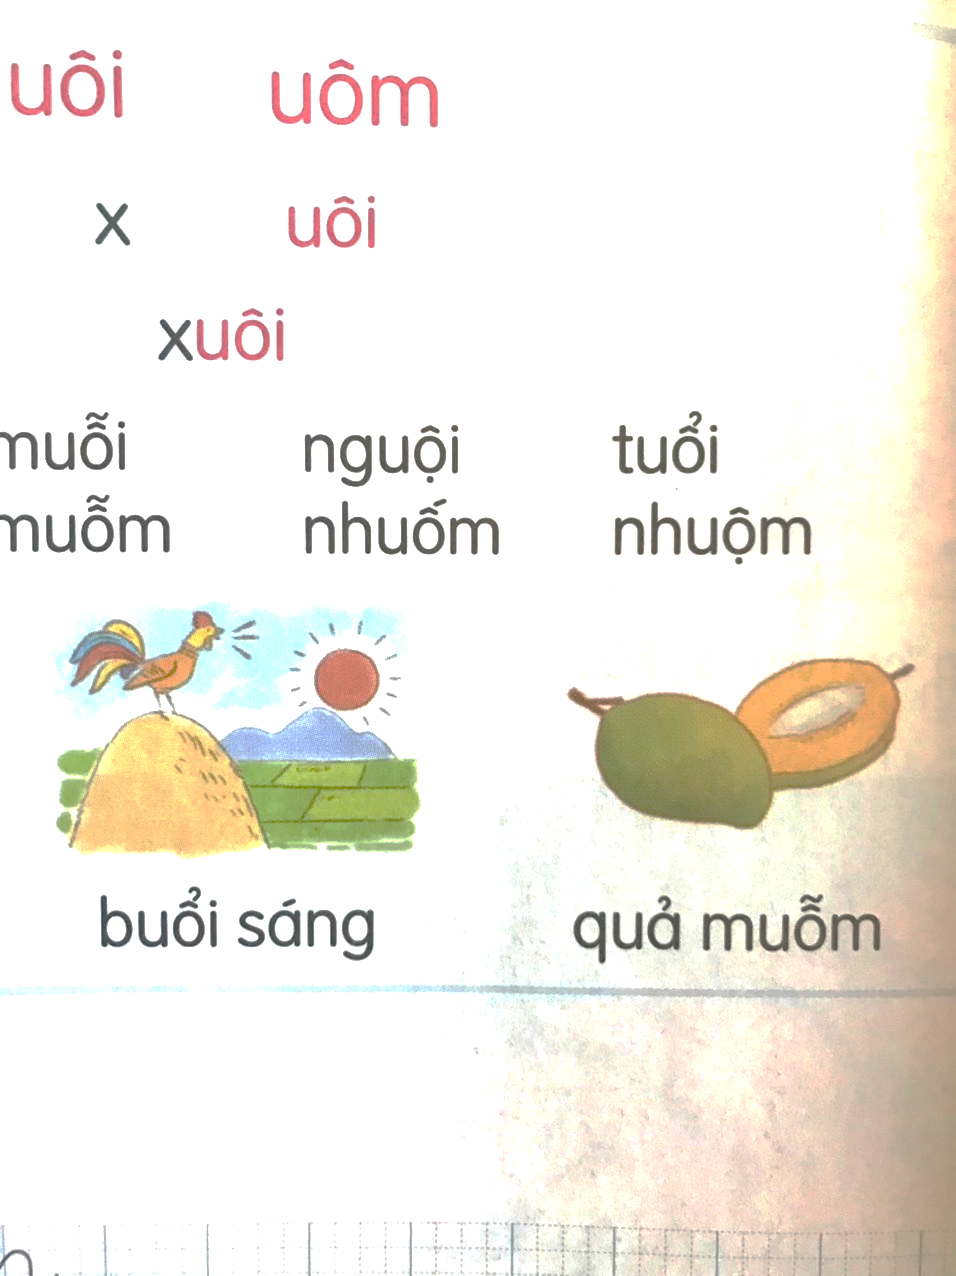 uôi uôm
x uôi
xuôi
muỗi nguội tuổi
muỗm nhuốm nhuộm
buổi sáng quả muỗm